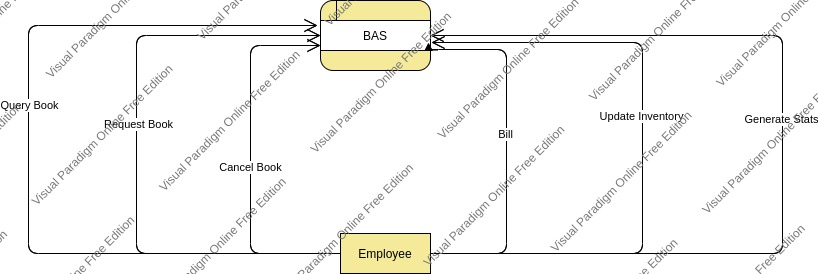 BAS
Query Book
Request Book
Cancel Book
Bill
Update Inventory
Generate Stats
Employee
Visual Paradigm Online Free Edition